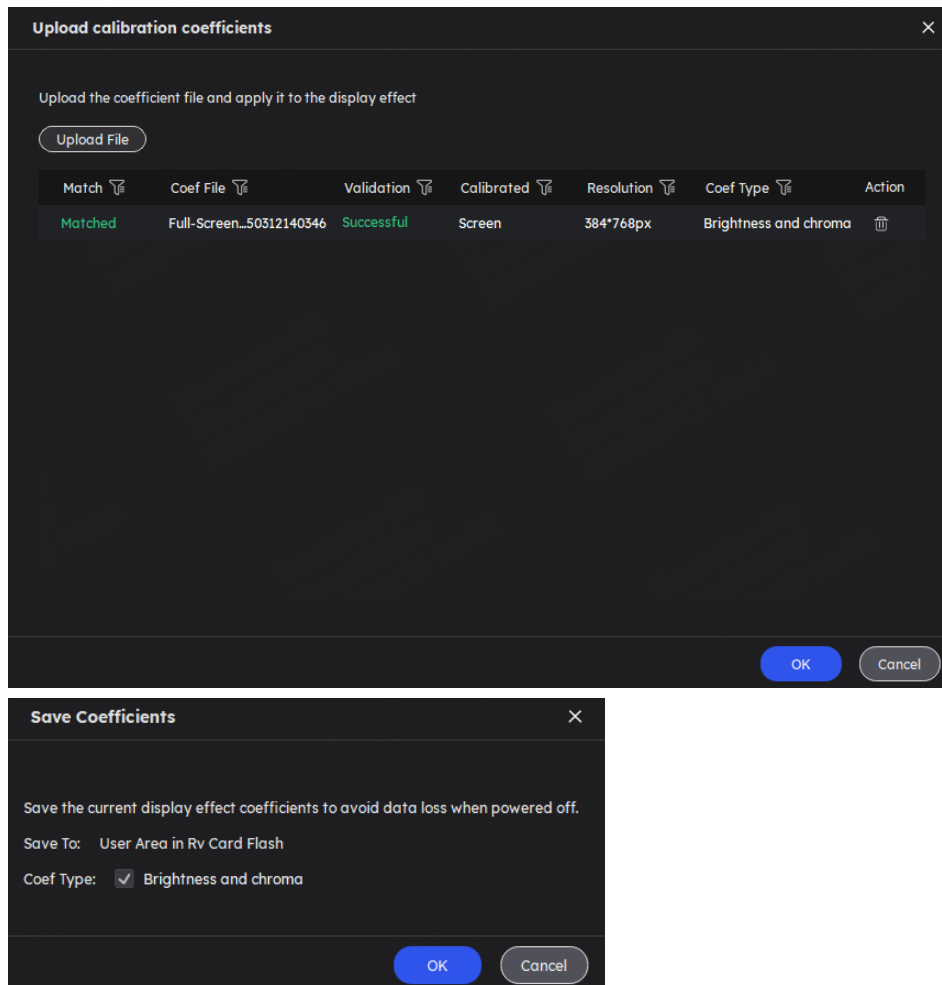 Upload calibration coefficients
Upload the coefficient file and apply it to the display effect
Upload File
Match Coef File Validation Calibrated Resolution Coef Type Action
Matched Full-Screen...50312140346 Successful Screen 384*768px Brightness and chroma
OK Cancel
Save Coefficients
Save the current display effect coefficients to avoid data loss when powered off.
Save To: User Area in Rv Card Flash
Coef Type: Brightness and chroma
OK Cancel